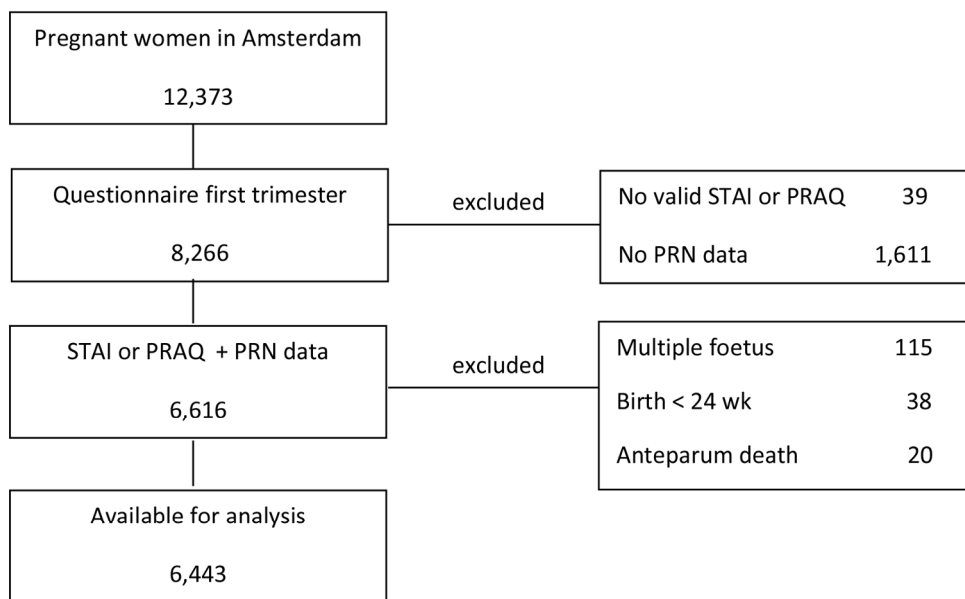 Pregnant women in Amsterdam
12,373
Questionnaire first trimester
8,266
excluded
No valid STAI or PRAQ 39
No PRN data 1,611
STAI or PRAQ + PRN data
6,616
excluded
Multiple foetus 115
Birth < 24 wk 38
Anteparum death 20
Available for analysis
6,443